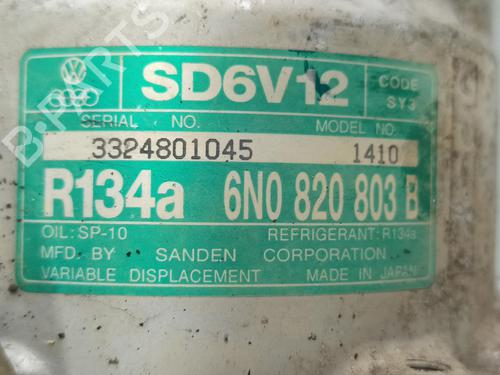 SD6V12
CODE
SY3
SERIAL NO.
MODEL NO.
3324801045
1410
R134a 6N0 820 803 B
OIL: SP-10
REFRIGERANT: R134a
MFD. BY SANDEN CORPORATION
VARIABLE DISPLACEMENT
MADE IN JAPAN
B-PARTS